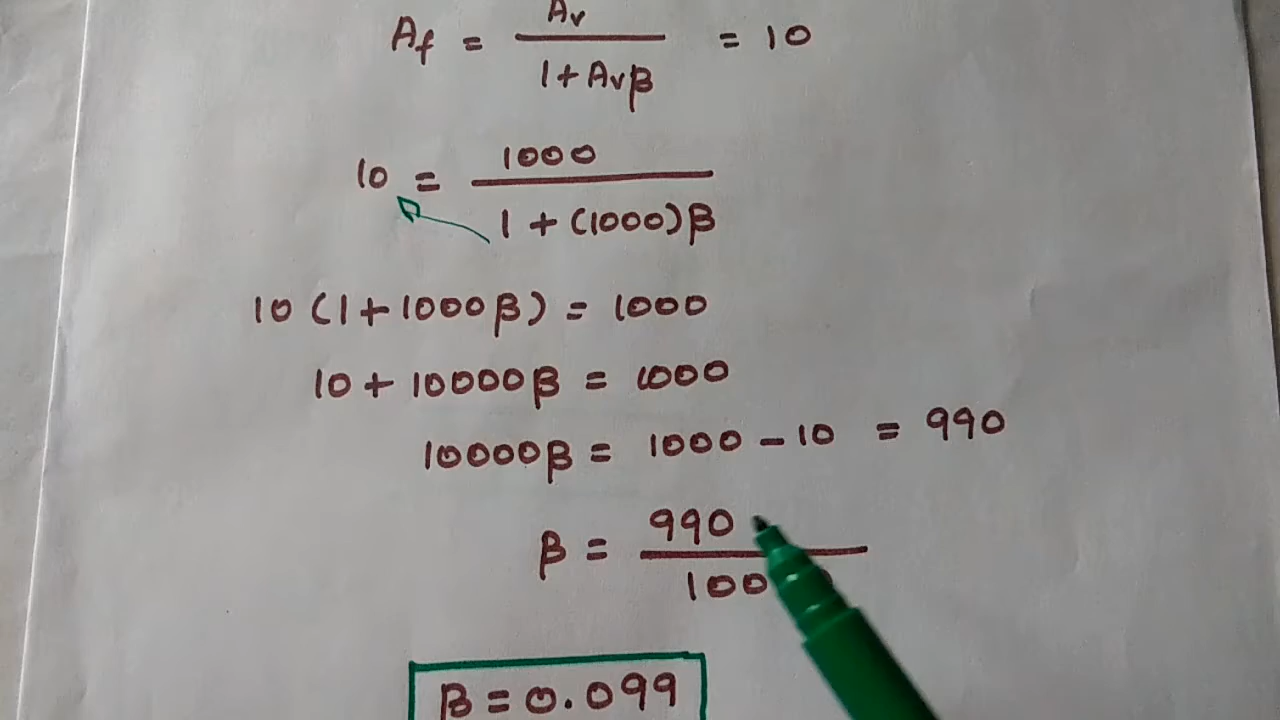 Af = Av / 1 + Avβ = 10
10 = 1000 / 1 + (1000)β
10 (1 + 1000β) = 1000
10 + 10000β = 1000
10000β = 1000 - 10 = 990
β = 990 / 100
β = 0.099